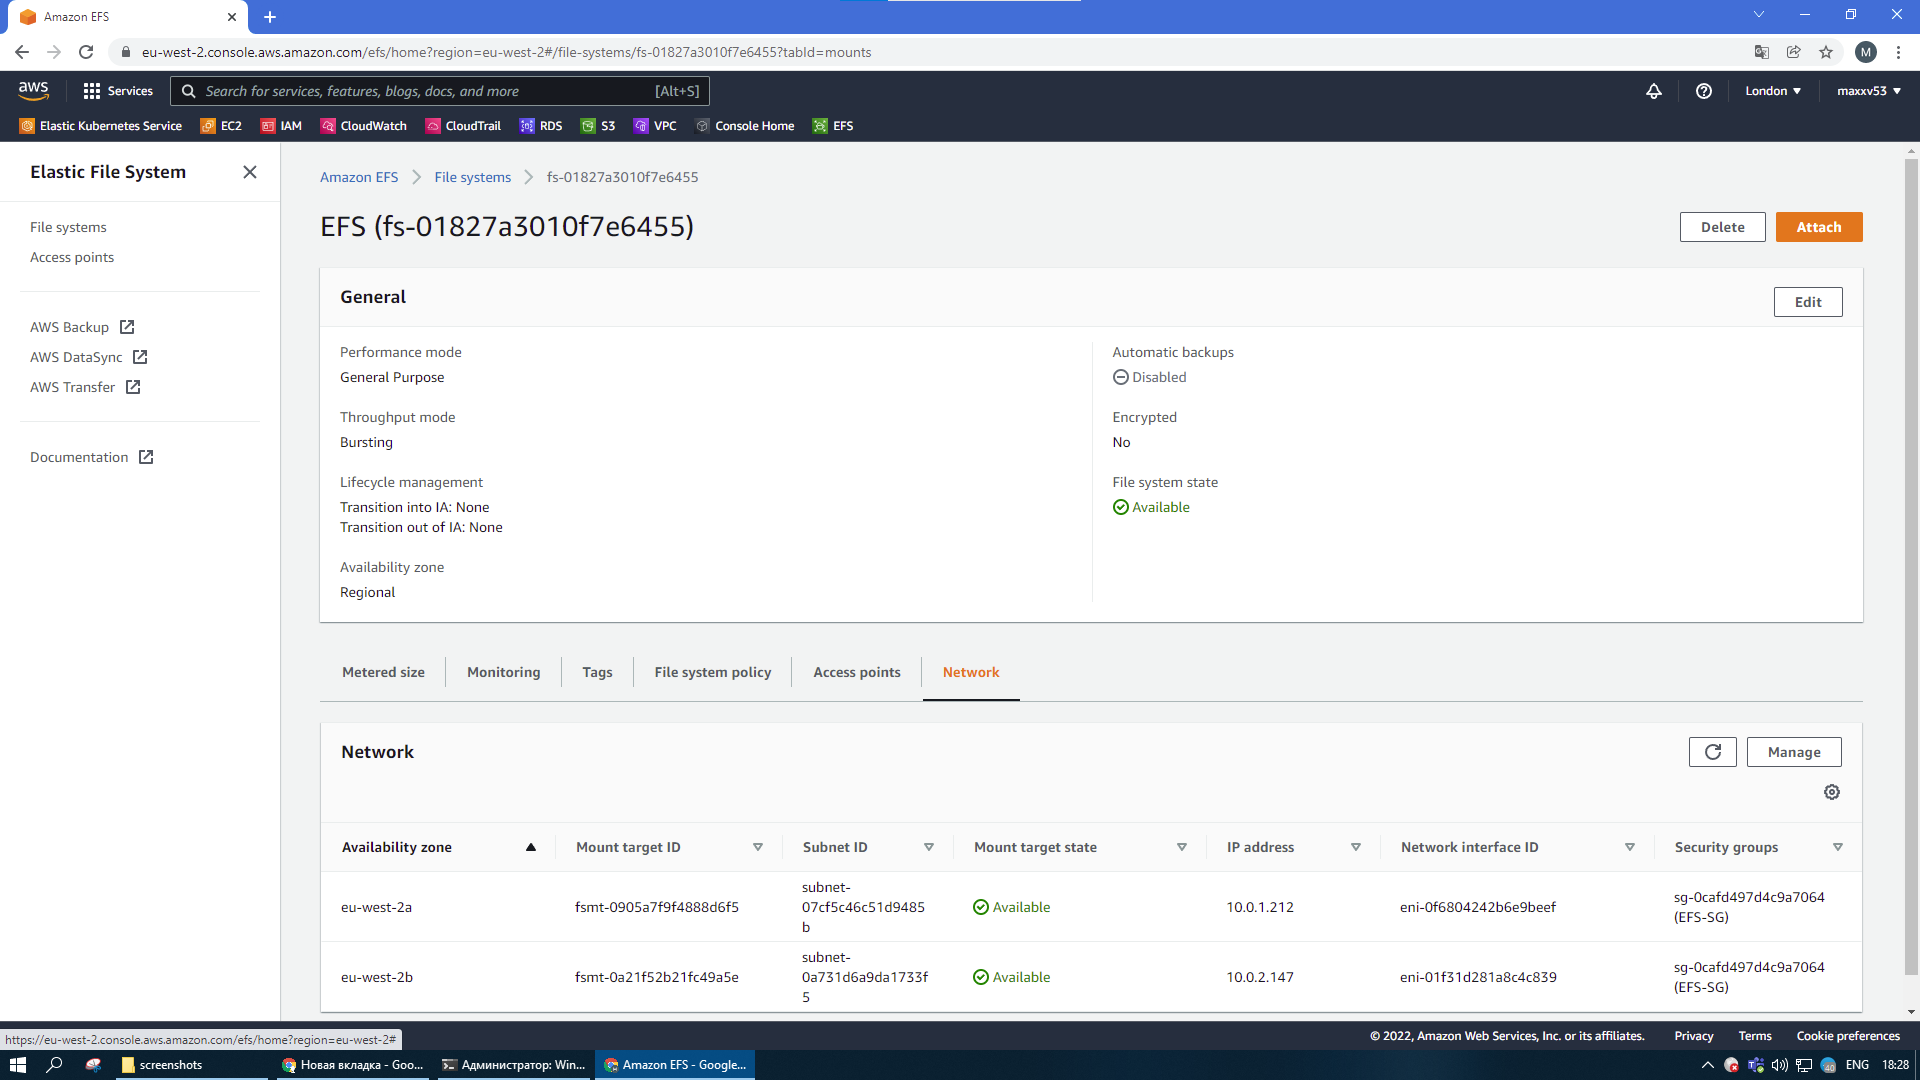 Amazon EFS
eu-west-2.console.aws.amazon.com/efs/home?region=eu-west-2#/file-systems/fs-01827a3010f7e6455?tabId=mounts
M
aws
Services
Search for services, features, blogs, docs, and more
[Alt+S]
London
maxxv53
Elastic Kubernetes Service
EC2
IAM
CloudWatch
CloudTrail
RDS
S3
VPC
Console Home
EFS
Elastic File System
File systems
Access points
AWS Backup
AWS DataSync
AWS Transfer
Documentation
Amazon EFS
File systems
fs-01827a3010f7e6455
EFS (fs-01827a3010f7e6455)
Delete
Attach
General
Edit
Performance mode
General Purpose
Throughput mode
Bursting
Lifecycle management
Transition into IA: None
Transition out of IA: None
Availability zone
Regional
Automatic backups
Disabled
Encrypted
No
File system state
Available
Metered size
Monitoring
Tags
File system policy
Access points
Network
Network
Manage
Availability zone
Mount target ID
Subnet ID
Mount target state
IP address
Network interface ID
Security groups
eu-west-2a
fsmt-0905a7f9f4888d6f5
subnet-
07cf5c46c51d9485
b
Available
10.0.1.212
eni-0f6804242b6e9beef
sg-0cafd497d4c9a7064
(EFS-SG)
eu-west-2b
fsmt-0a21f52b21fc49a5e
subnet-
0a731d6a9da1733f
5
Available
10.0.2.147
eni-01f31d281a8c4c839
sg-0cafd497d4c9a7064
(EFS-SG)
https://eu-west-2.console.aws.amazon.com/efs/home?region=eu-west-2#
© 2022, Amazon Web Services, Inc. or its affiliates.
Privacy
Terms
Cookie preferences
screenshots
Новая вкладка - Goo...
Администратор: Win...
Amazon EFS - Google...
40
ENG
18:28